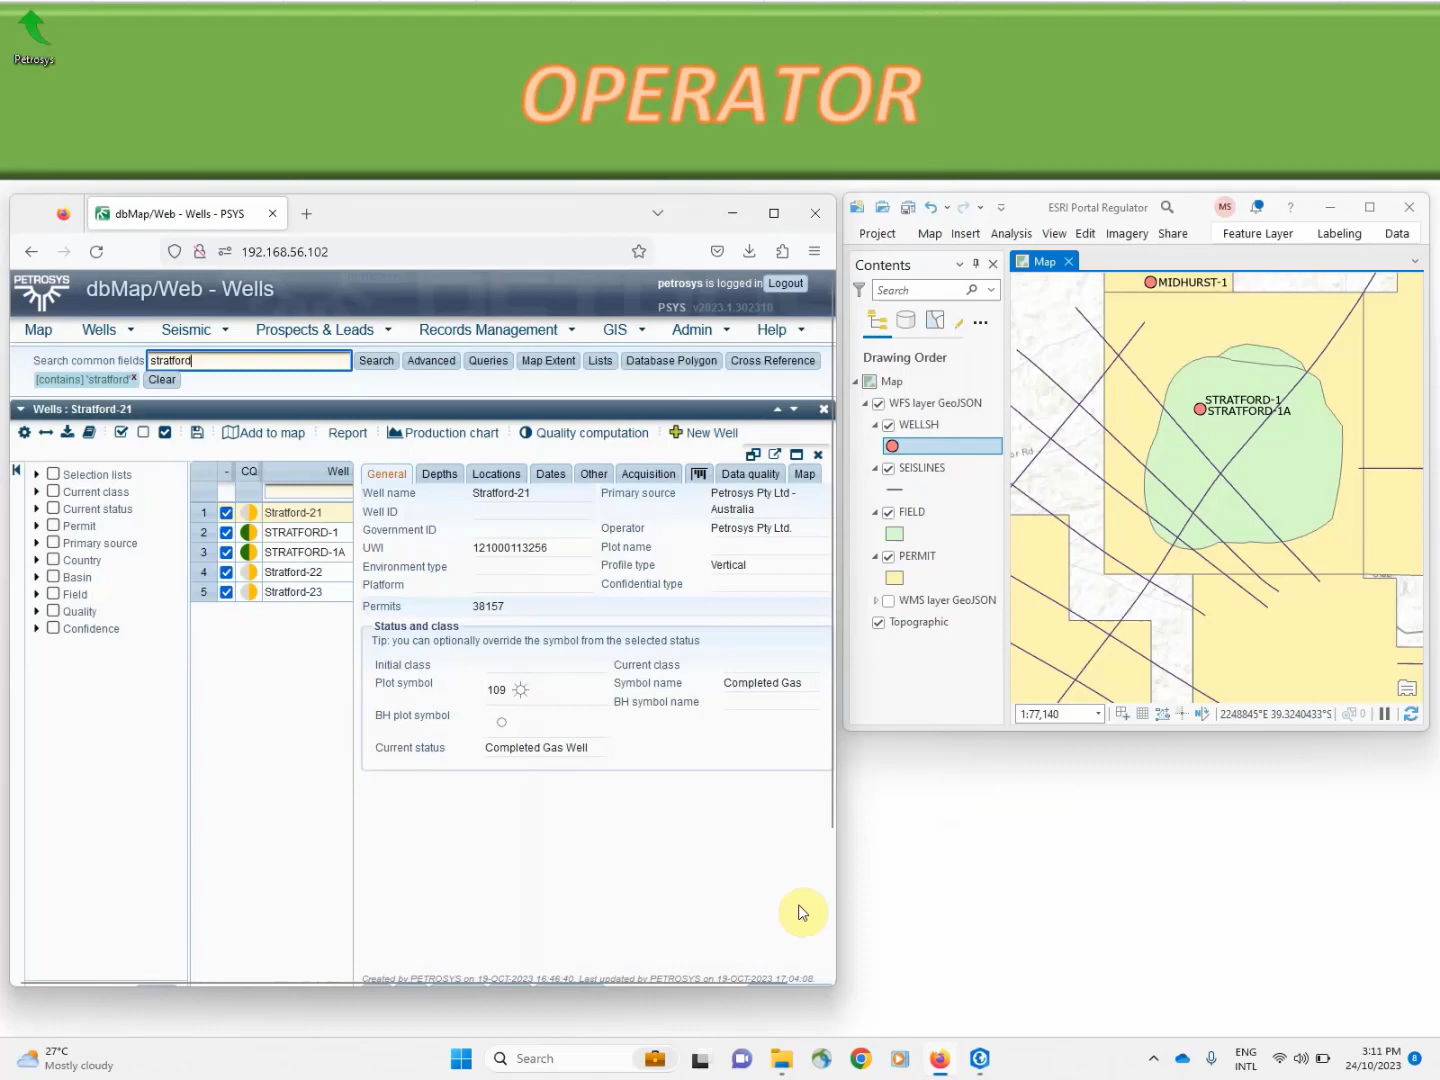 Petrosys
OPERATOR
dbMap/Web - Wells - PSYS
192.168.56.102
PETROSYS
dbMap/Web - Wells
petrosys is logged in Logout
PSYS v2023.1.302310
Map Wells Seismic Prospects & Leads Records Management GIS Admin Help
Search common fields stratford Search Advanced Queries Map Extent Lists Database Polygon Cross Reference
[contains] 'stratford' x Clear
Wells : Stratford-21
Add to map Report Production chart Quality computation New Well
Selection lists
Current class
Current status
Permit
Primary source
Country
Basin
Field
Quality
Confidence
- CQ Well
1 Stratford-21
2 STRATFORD-1
3 STRATFORD-1A
4 Stratford-22
5 Stratford-23
General Depths Locations Dates Other Acquisition Data quality Map
Well name Stratford-21 Primary source Petrosys Pty Ltd -
Well ID Australia
Government ID Operator Petrosys Pty Ltd.
UWI 121000113256 Plot name
Environment type Profile type Vertical
Platform Confidential type
Permits 38157
Status and class
Tip: you can optionally override the symbol from the selected status
Initial class Current class
Plot symbol 109 Symbol name Completed Gas
BH plot symbol BH symbol name
Current status Completed Gas Well
Created by PETROSYS on 19-OCT-2023 16:46:40. Last updated by PETROSYS on 19-OCT-2023 17:04:08.
ESRI Portal Regulator MS ?
Project Map Insert Analysis View Edit Imagery Share Feature Layer Labeling Data
Contents
Search
Drawing Order
Map
WFS layer GeoJSON
WELLSH
SEISLINES
FIELD
PERMIT
WMS layer GeoJSON
Topographic
Map
MIDHURST-1
STRATFORD-1
STRATFORD-1A
or Rd
1:77,140 2248845°E 39.3240433°S 0
27°C
Mostly cloudy
Search
ENG
INTL
3:11 PM
24/10/2023
8